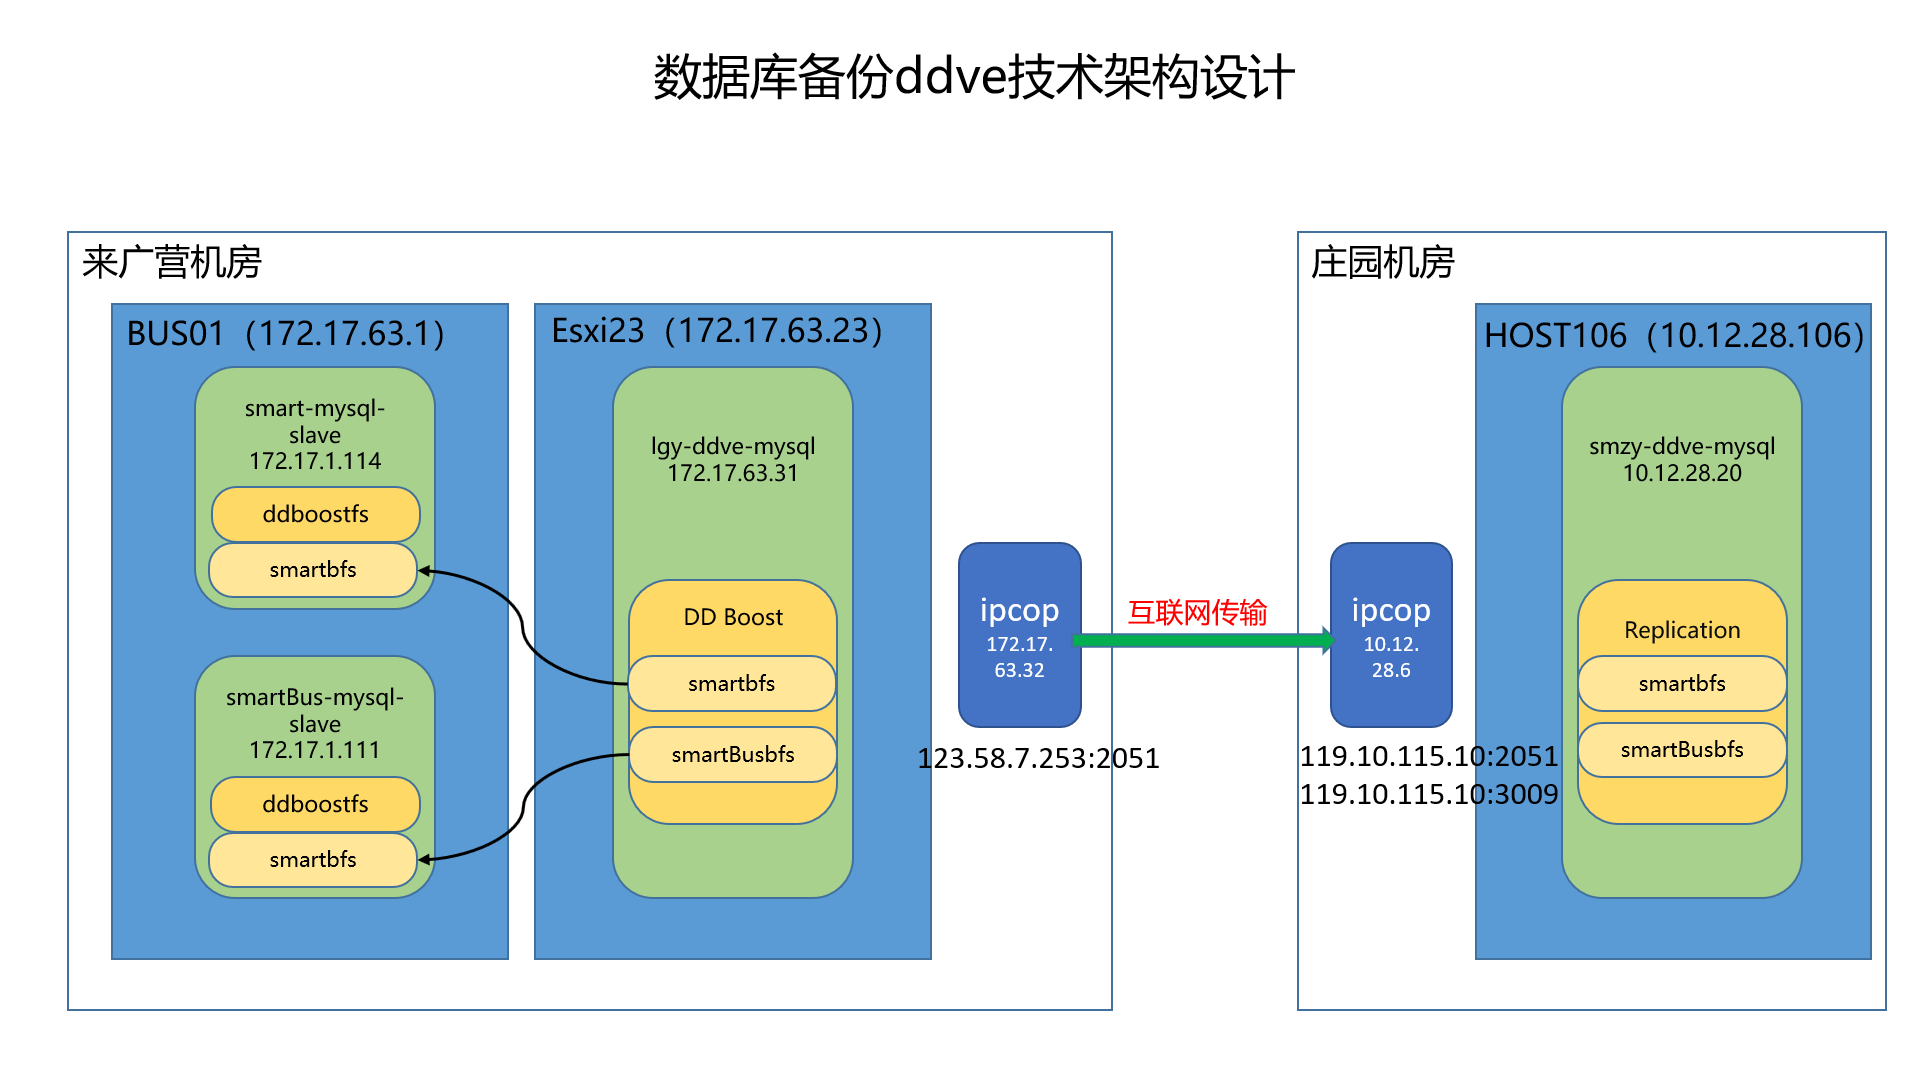 数据库备份ddve技术架构设计
来广营机房
BUS01（172.17.63.1）
smart-mysql-
slave
172.17.1.114
ddboostfs
smartbfs
smartBus-mysql-
slave
172.17.1.111
ddboostfs
smartbfs
Esxi23（172.17.63.23）
lgy-ddve-mysql
172.17.63.31
DD Boost
smartbfs
smartBusbfs
ipcop
172.17.
63.32
123.58.7.253:2051
互联网传输
庄园机房
ipcop
10.12.
28.6
119.10.115.10:2051
119.10.115.10:3009
HOST106（10.12.28.106）
smzy-ddve-mysql
10.12.28.20
Replication
smartbfs
smartBusbfs